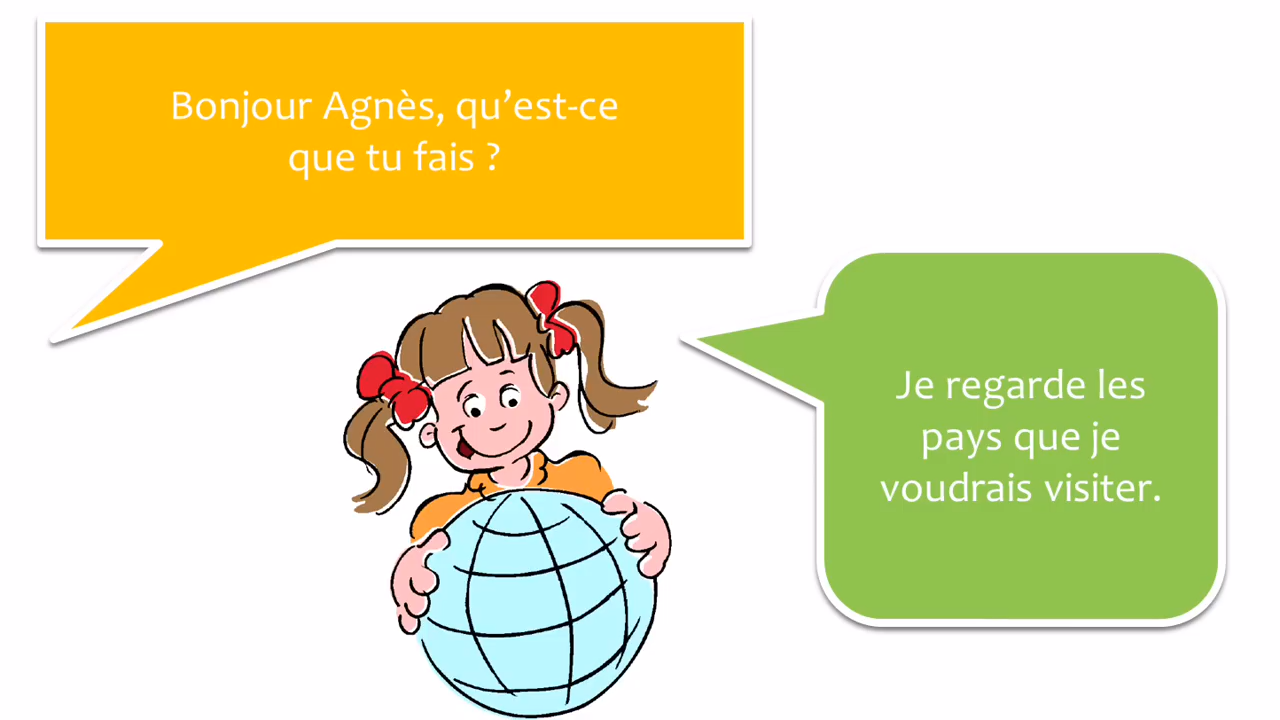 Bonjour Agnès, qu’est-ce
que tu fais ?
Je regarde les
pays que je
voudrais visiter.